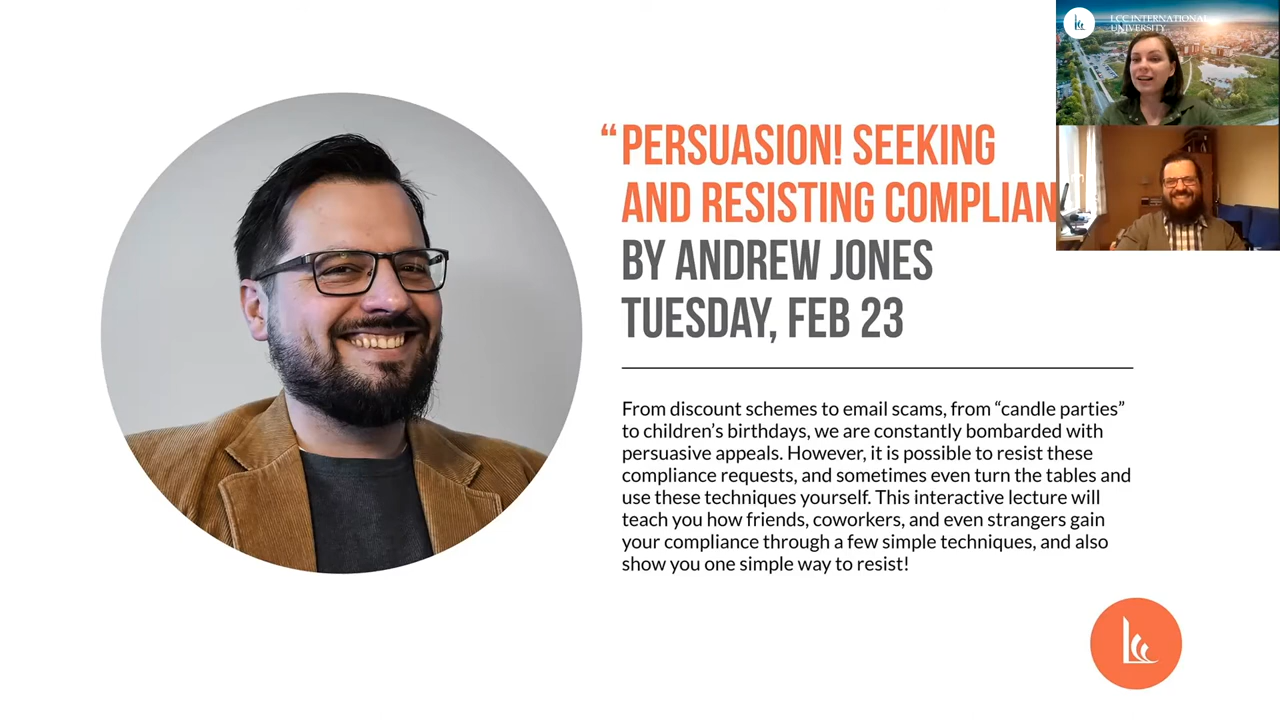 “PERSUASION! SEEKING
AND RESISTING COMPLIAN
BY ANDREW JONES
TUESDAY, FEB 23
From discount schemes to email scams, from “candle parties”
to children’s birthdays, we are constantly bombarded with
persuasive appeals. However, it is possible to resist these
compliance requests, and sometimes even turn the tables and
use these techniques yourself. This interactive lecture will
teach you how friends, coworkers, and even strangers gain
your compliance through a few simple techniques, and also
show you one simple way to resist!
LCC INTERNATIONAL
UNIVERSITY
Lcc